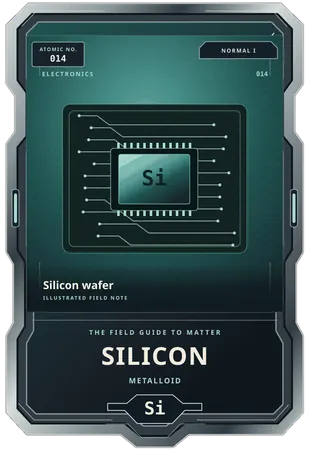 ATOMIC NO.
014
NORMAL I
ELECTRONICS
014
Si
Silicon wafer
ILLUSTRATED FIELD NOTE
THE FIELD GUIDE TO MATTER
SILICON
METALLOID
Si